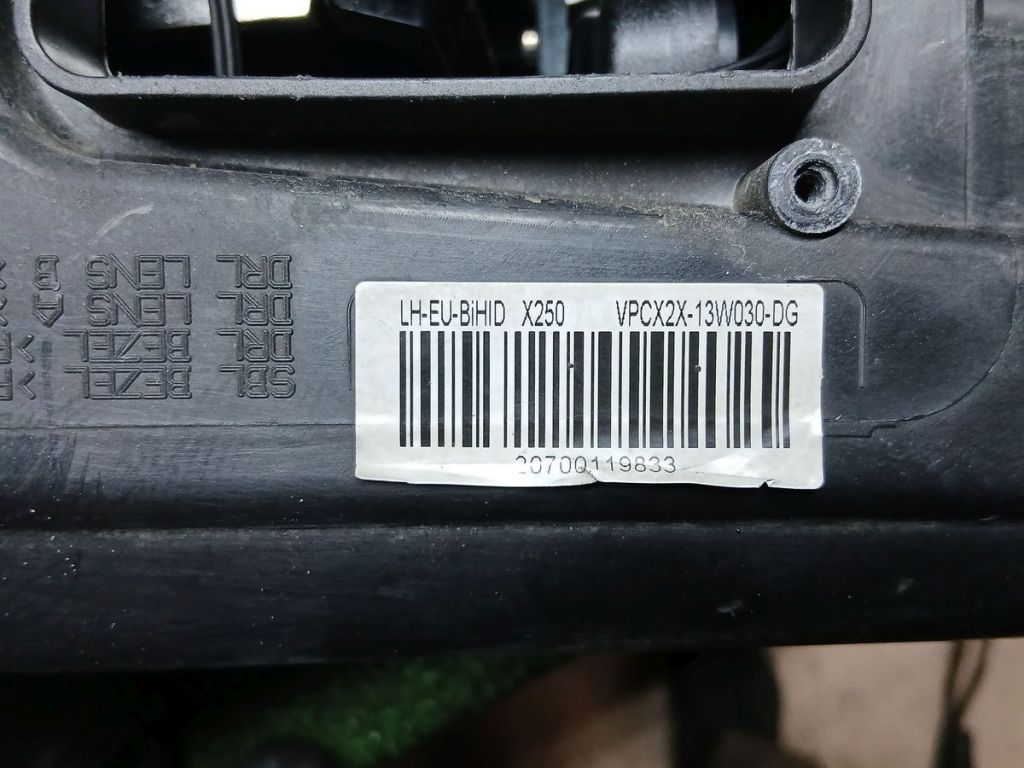 LH-EU-BiHID X250 VPCX2X-13W030-DG
20700119833
SBL BEZEL
DRL BEZEL
DRL LENS
DRL LENS